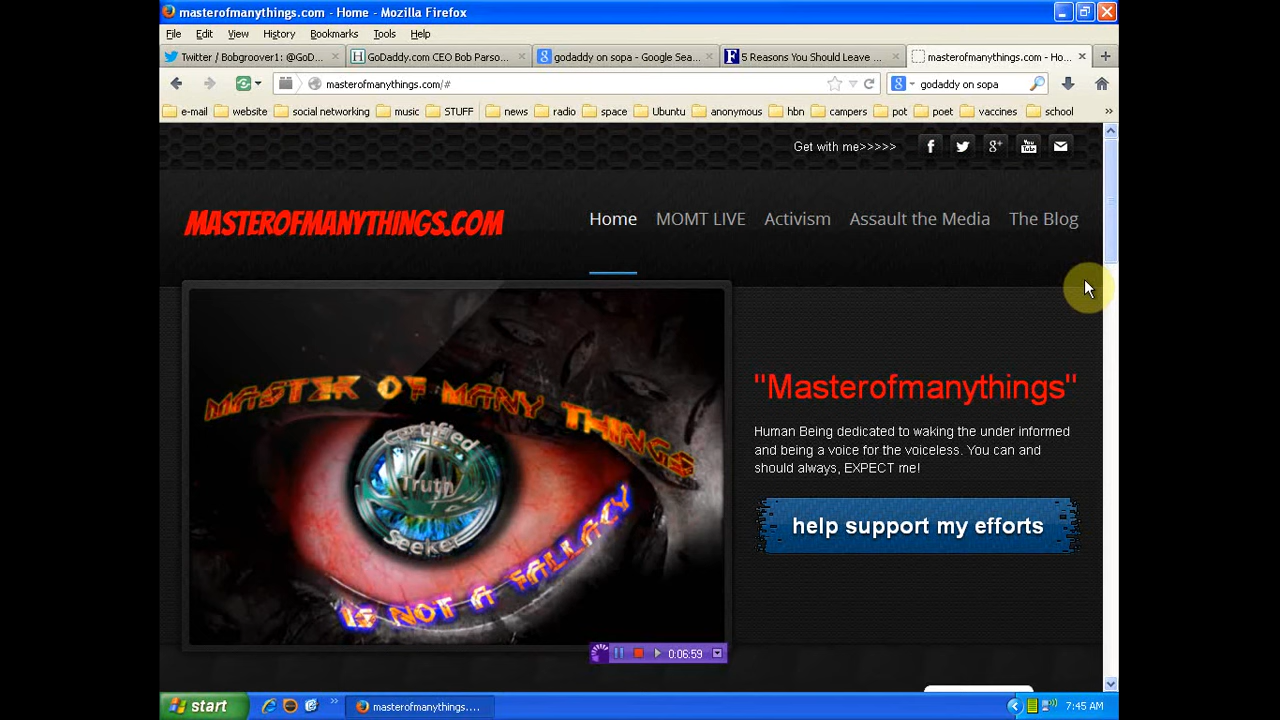 masterofmanythings.com - Home - Mozilla Firefox
File Edit View History Bookmarks Tools Help
Twitter / Bobgroover1: @GoD... GoDaddy.com CEO Bob Parso... godaddy on sopa - Google Sea... 5 Reasons You Should Leave ... masterofmanythings.com - Ho...
masterofmanythings.com/# godaddy on sopa
e-mail website social networking music STUFF news radio space Ubuntu anonymous hbn campers pot poet vaccines school
Get with me>>>>>
MASTEROFMANYTHINGS.COM
Home MOMT LIVE Activism Assault the Media The Blog
MASTER OF MANY THINGS
Certified
Truth
Seeker
IS NOT A FALLACY
"Masterofmanythings"
Human Being dedicated to waking the under informed
and being a voice for the voiceless. You can and
should always, EXPECT me!
help support my efforts
0:06:59
start masterofmanythings.... 7:45 AM